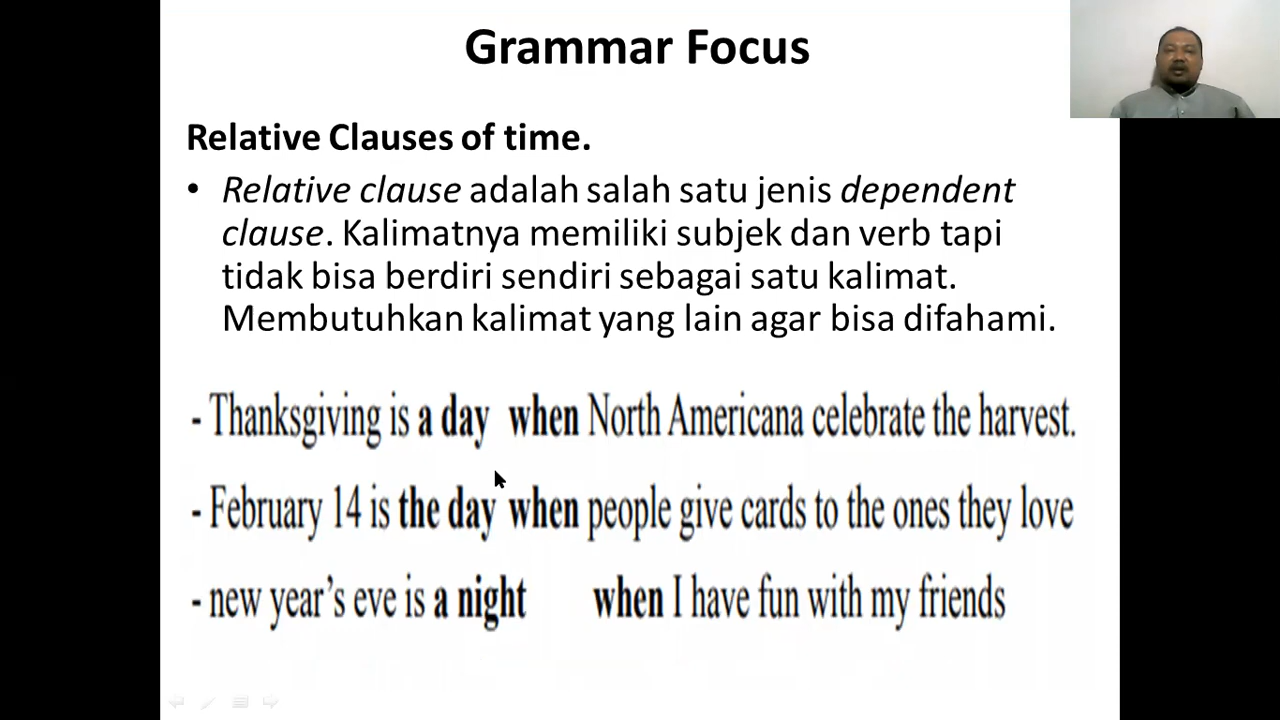 Grammar Focus
Relative Clauses of time.
• Relative clause adalah salah satu jenis dependent
clause. Kalimatnya memiliki subjek dan verb tapi
tidak bisa berdiri sendiri sebagai satu kalimat.
Membutuhkan kalimat yang lain agar bisa difahami.
- Thanksgiving is a day when North Americana celebrate the harvest.
- February 14 is the day when people give cards to the ones they love
- new year's eve is a night when I have fun with my friends